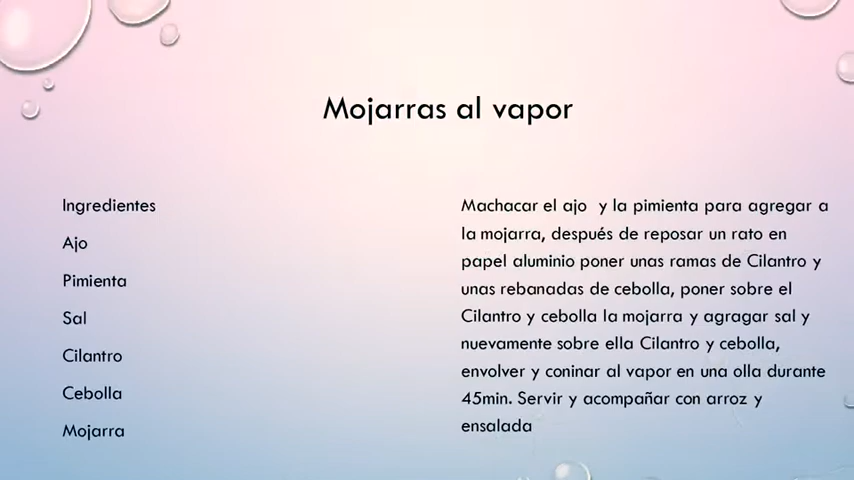 Mojarras al vapor
Ingredientes
Ajo
Pimienta
Sal
Cilantro
Cebolla
Mojarra
Machacar el ajo  y la pimienta para agregar a
la mojarra, después de reposar un rato en
papel aluminio poner unas ramas de Cilantro y
unas rebanadas de cebolla, poner sobre el
Cilantro y cebolla la mojarra y agragar sal y
nuevamente sobre ella Cilantro y cebolla,
envolver y coninar al vapor en una olla durante
45min. Servir y acompañar con arroz y
ensalada